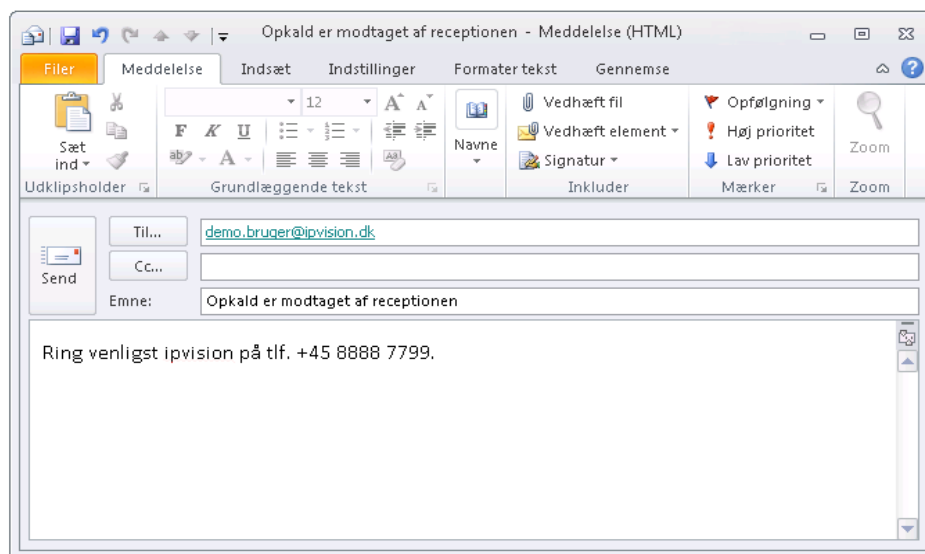 Opkald er modtaget af receptionen - Meddelelse (HTML)
Filer Meddelelse Indsæt Indstillinger Formater tekst Gennemse
12 A A Vedhæft fil Opfølgning
F K U Navne Vedhæft element Høj prioritet Zoom
Sæt ind ab A Aa Signatur Lav prioritet
Udklipsholder Grundlæggende tekst Inkluder Mærker Zoom
Til... demo.bruger@ipvision.dk
Send Cc...
Emne: Opkald er modtaget af receptionen
Ring venligst ipvision på tlf. +45 8888 7799.